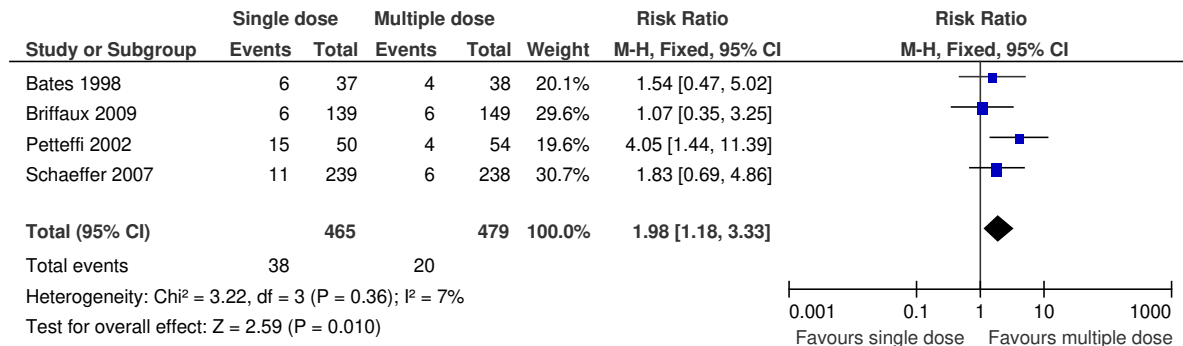 Single dose Multiple dose Risk Ratio Risk Ratio
Study or Subgroup Events Total Events Total Weight M-H, Fixed, 95% CI M-H, Fixed, 95% CI
Bates 1998 6 37 4 38 20.1% 1.54 [0.47, 5.02]
Briffaux 2009 6 139 6 149 29.6% 1.07 [0.35, 3.25]
Petteffi 2002 15 50 4 54 19.6% 4.05 [1.44, 11.39]
Schaeffer 2007 11 239 6 238 30.7% 1.83 [0.69, 4.86]
Total (95% CI) 465 479 100.0% 1.98 [1.18, 3.33]
Total events 38 20
Heterogeneity: Chi² = 3.22, df = 3 (P = 0.36); I² = 7%
Test for overall effect: Z = 2.59 (P = 0.010)
0.001 0.1 1 10 1000
Favours single dose Favours multiple dose